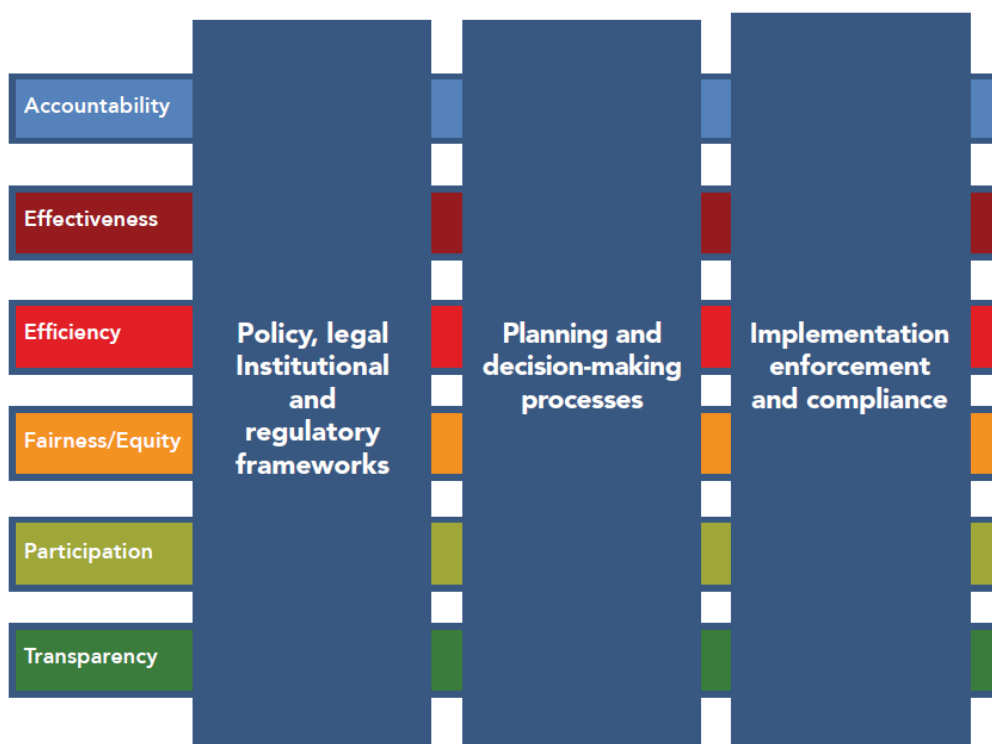 Accountability
Effectiveness
Efficiency
Fairness/Equity
Participation
Transparency
Policy, legal
Institutional
and
regulatory
frameworks
Planning and
decision-making
processes
Implementation
enforcement
and compliance